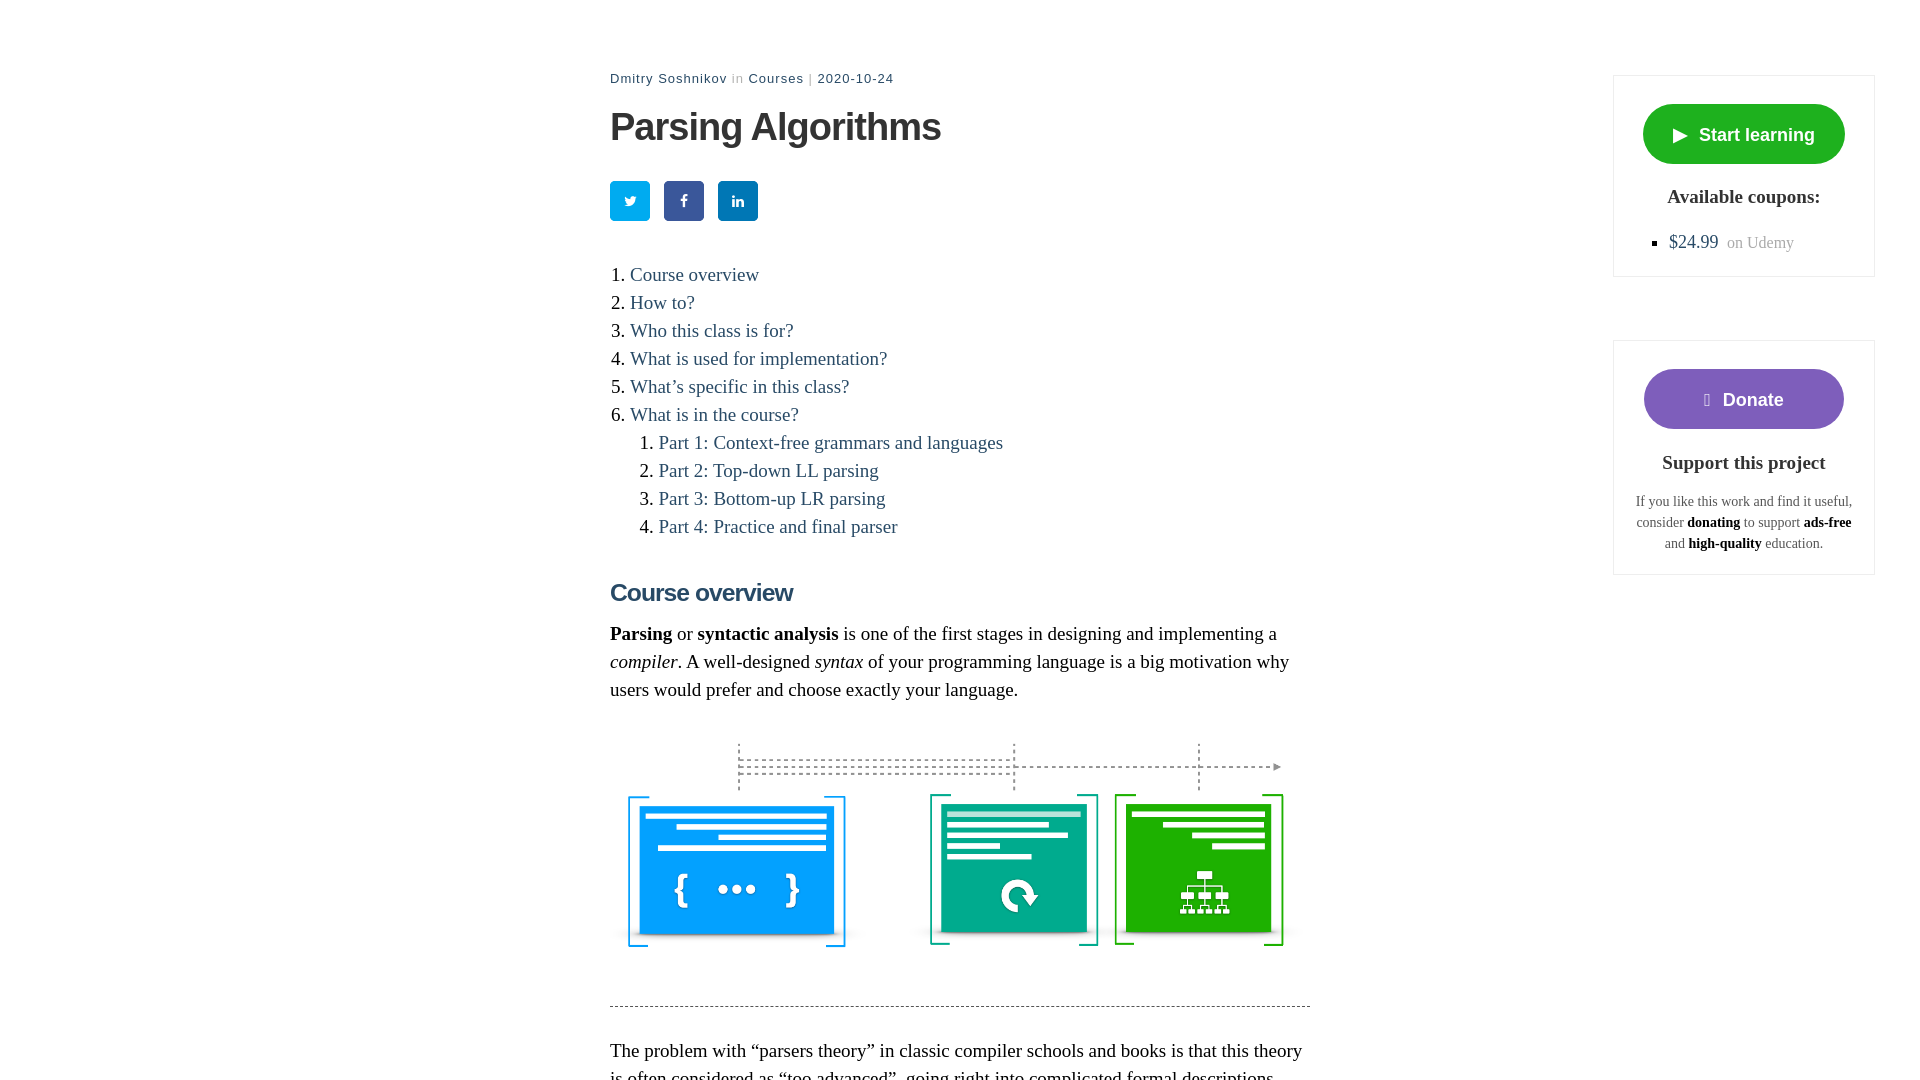 Dmitry Soshnikov in Courses | 2020-10-24
Parsing Algorithms
1. Course overview
2. How to?
3. Who this class is for?
4. What is used for implementation?
5. What’s specific in this class?
6. What is in the course?
1. Part 1: Context-free grammars and languages
2. Part 2: Top-down LL parsing
3. Part 3: Bottom-up LR parsing
4. Part 4: Practice and final parser
Course overview
Parsing or syntactic analysis is one of the first stages in designing and implementing a
compiler. A well-designed syntax of your programming language is a big motivation why
users would prefer and choose exactly your language.
{ ••• }
The problem with “parsers theory” in classic compiler schools and books is that this theory
is often considered as “too advanced”, going right into complicated formal descriptions
▶ Start learning
Available coupons:
$24.99 on Udemy
Donate
Support this project
If you like this work and find it useful,
consider donating to support ads-free
and high-quality education.